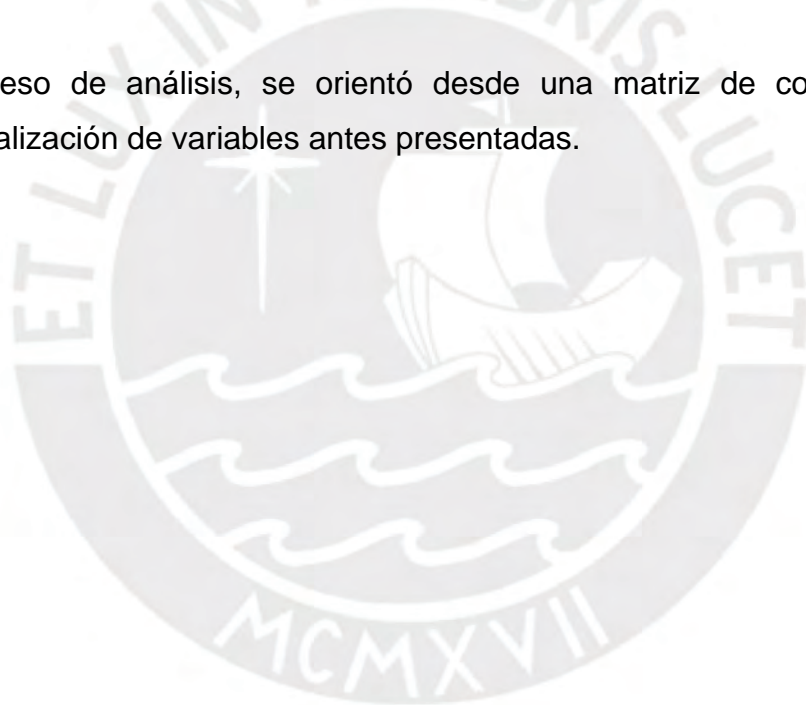 eso de análisis, se orientó desde una matriz de co
alización de variables antes presentadas.
ET LUX IN BRIS LUCET
MCMXVII